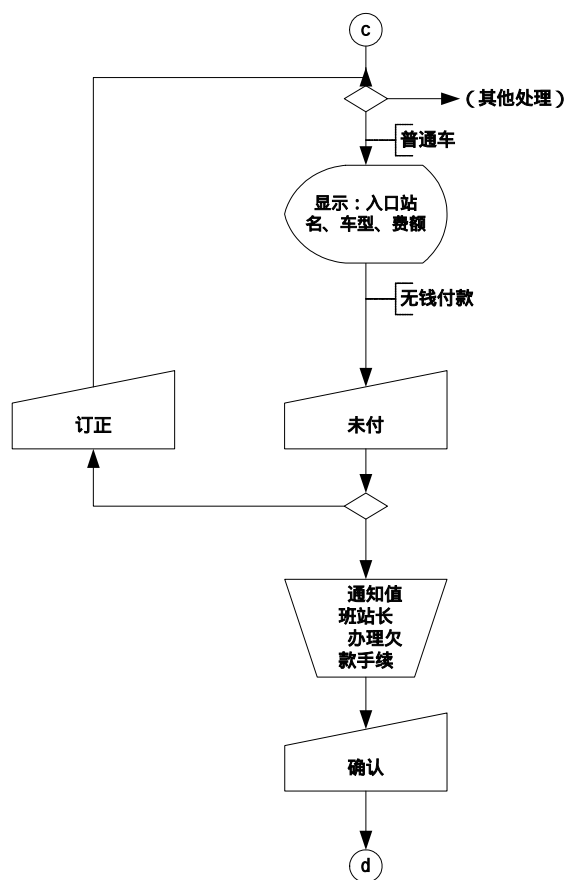 c
（其他处理）
普通车
显示：入口站
名、车型、费额
无钱付款
订正
未付
通知值
班站长
办理欠
款手续
确认
d